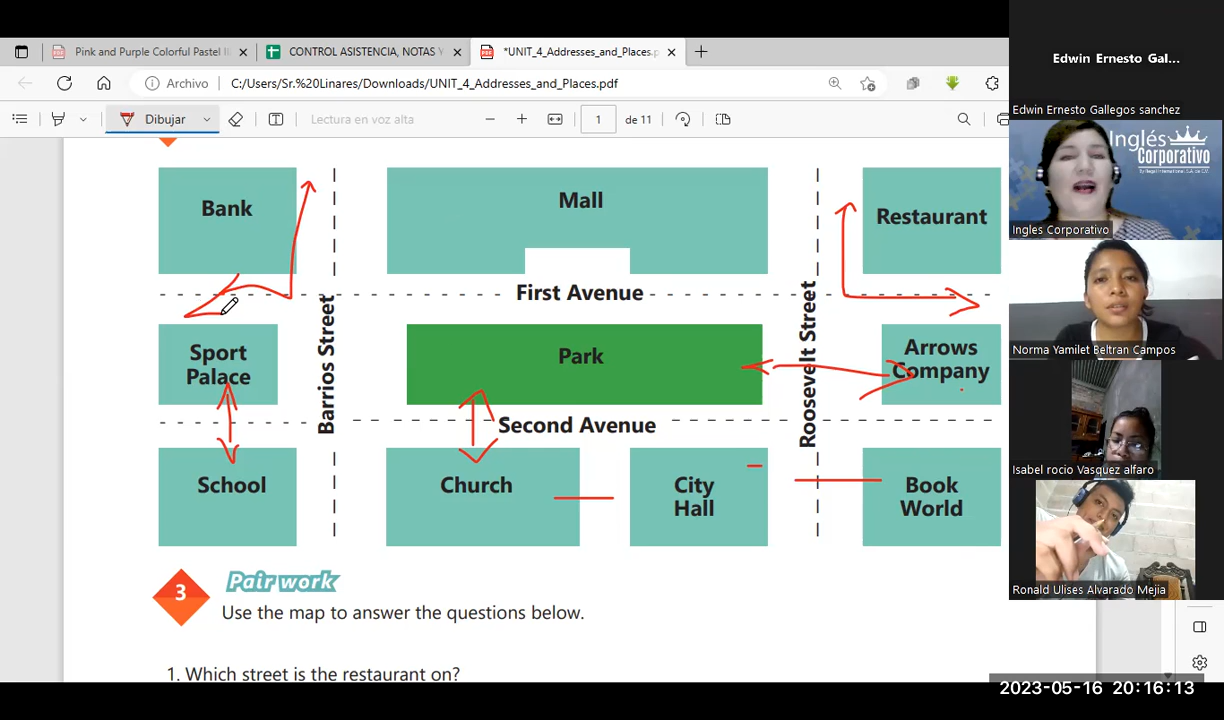 Pink and Purple Colorful Pastel Il
CONTROL ASISTENCIA, NOTAS Y
*UNIT_4_Addresses_and_Places.p
Archivo
C:/Users/Sr.%20Linares/Downloads/UNIT_4_Addresses_and_Places.pdf
Dibujar
Lectura en voz alta
1
de 11
Bank
Mall
Restaurant
First Avenue
Sport
Palace
Barrios Street
Park
Roosevelt Street
Arrows
Company
Second Avenue
School
Church
City
Hall
Book
World
3
Pair work
Use the map to answer the questions below.
1. Which street is the restaurant on?
Edwin Ernesto Gal...
Edwin Ernesto Gallegos sanchez
Inglés
Corporativo
Ingles Corporativo
Norma Yamilet Beltran Campos
Isabel rocio Vasquez alfaro
Ronald Ulises Alvarado Mejia
2023-05-16 20:16:13